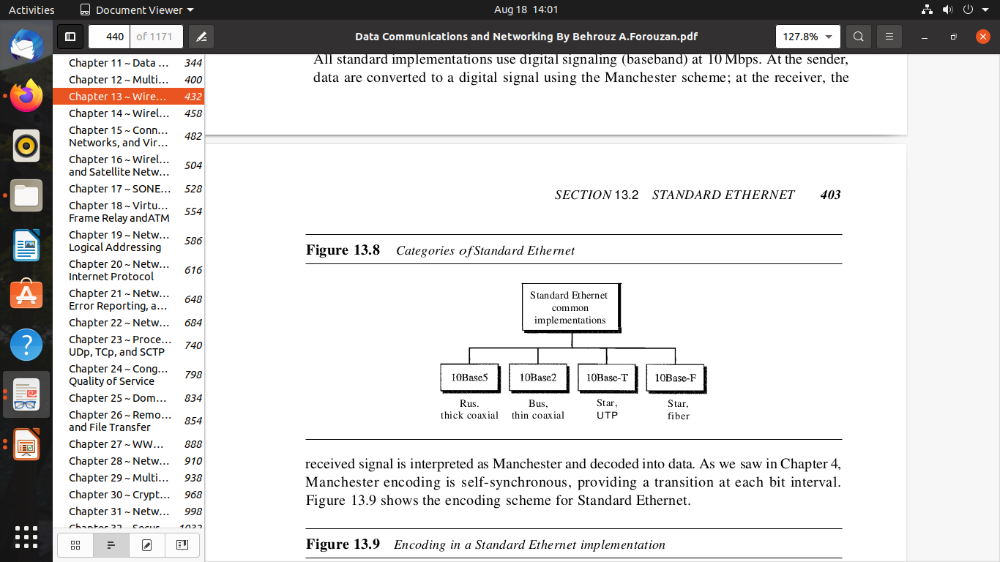 Activities
Document Viewer
Aug 18 14:01
440 of 1171
Data Communications and Networking By Behrouz A.Forouzan.pdf
127.8%
Chapter 11 ~ Data ... 344
Chapter 12 ~ Multi... 400
Chapter 13 ~ Wire... 432
Chapter 14 ~ Wirel... 458
Chapter 15 ~ Conn...
Networks, and Vir... 482
Chapter 16 ~ Wirel...
and Satellite Netw... 504
Chapter 17 ~ SONE... 528
Chapter 18 ~ Virtu...
Frame Relay andATM 554
Chapter 19 ~ Netw...
Logical Addressing 586
Chapter 20 ~ Netw...
Internet Protocol 616
Chapter 21 ~ Netw...
Error Reporting, a... 648
Chapter 22 ~ Netw... 684
Chapter 23 ~ Proce...
UDp, TCp, and SCTP 740
Chapter 24 ~ Cong...
Quality of Service 798
Chapter 25 ~ Dom... 834
Chapter 26 ~ Remo...
and File Transfer 854
Chapter 27 ~ WW... 888
Chapter 28 ~ Netw... 910
Chapter 29 ~ Multi... 938
Chapter 30 ~ Crypt... 968
Chapter 31 ~ Netw... 998
Chapter 32 ~ Secur... 1032
All standard implementations use digital signaling (baseband) at 10 Mbps. At the sender,
data are converted to a digital signal using the Manchester scheme; at the receiver, the
SECTION 13.2 STANDARD ETHERNET 403
Figure 13.8 Categories ofStandard Ethernet
Standard Ethernet
common
implementations
10Base5 10Base2 10Base-T 10Base-F
Rus. Bus, Star, Star,
thick coaxial thin coaxial UTP fiber
received signal is interpreted as Manchester and decoded into data. As we saw in Chapter 4,
Manchester encoding is self-synchronous, providing a transition at each bit interval.
Figure 13.9 shows the encoding scheme for Standard Ethernet.
Figure 13.9 Encoding in a Standard Ethernet implementation